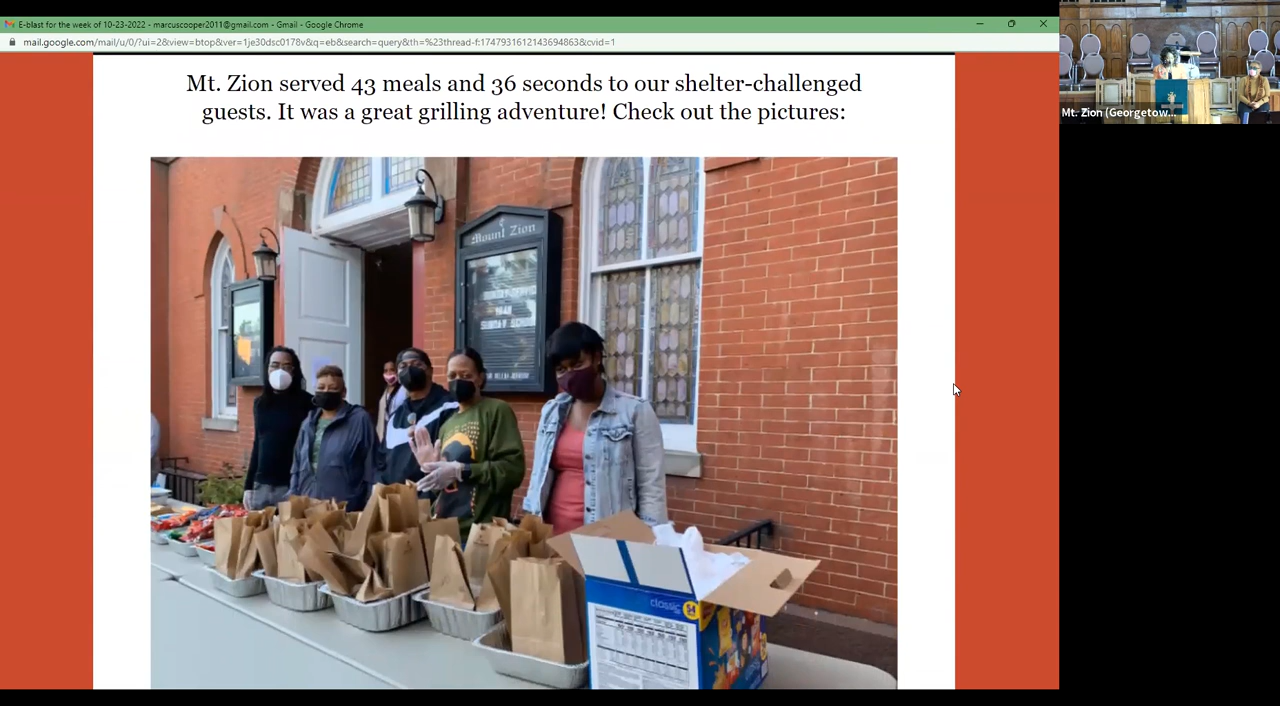 E-blast for the week of 10-23-2022 - marcuscooper2011@gmail.com - Gmail - Google Chrome
mail.google.com/mail/u/0/?ui=2&view=btop&ver=1je30dsc0178v&q=eb&search=query&th=%23thread-f:1747931612143694863&cvid=1
Mt. Zion (Georgetow...
Mt. Zion served 43 meals and 36 seconds to our shelter-challenged
guests. It was a great grilling adventure! Check out the pictures:
Mount Zion
SUNDAY SCHOOL
classic
54